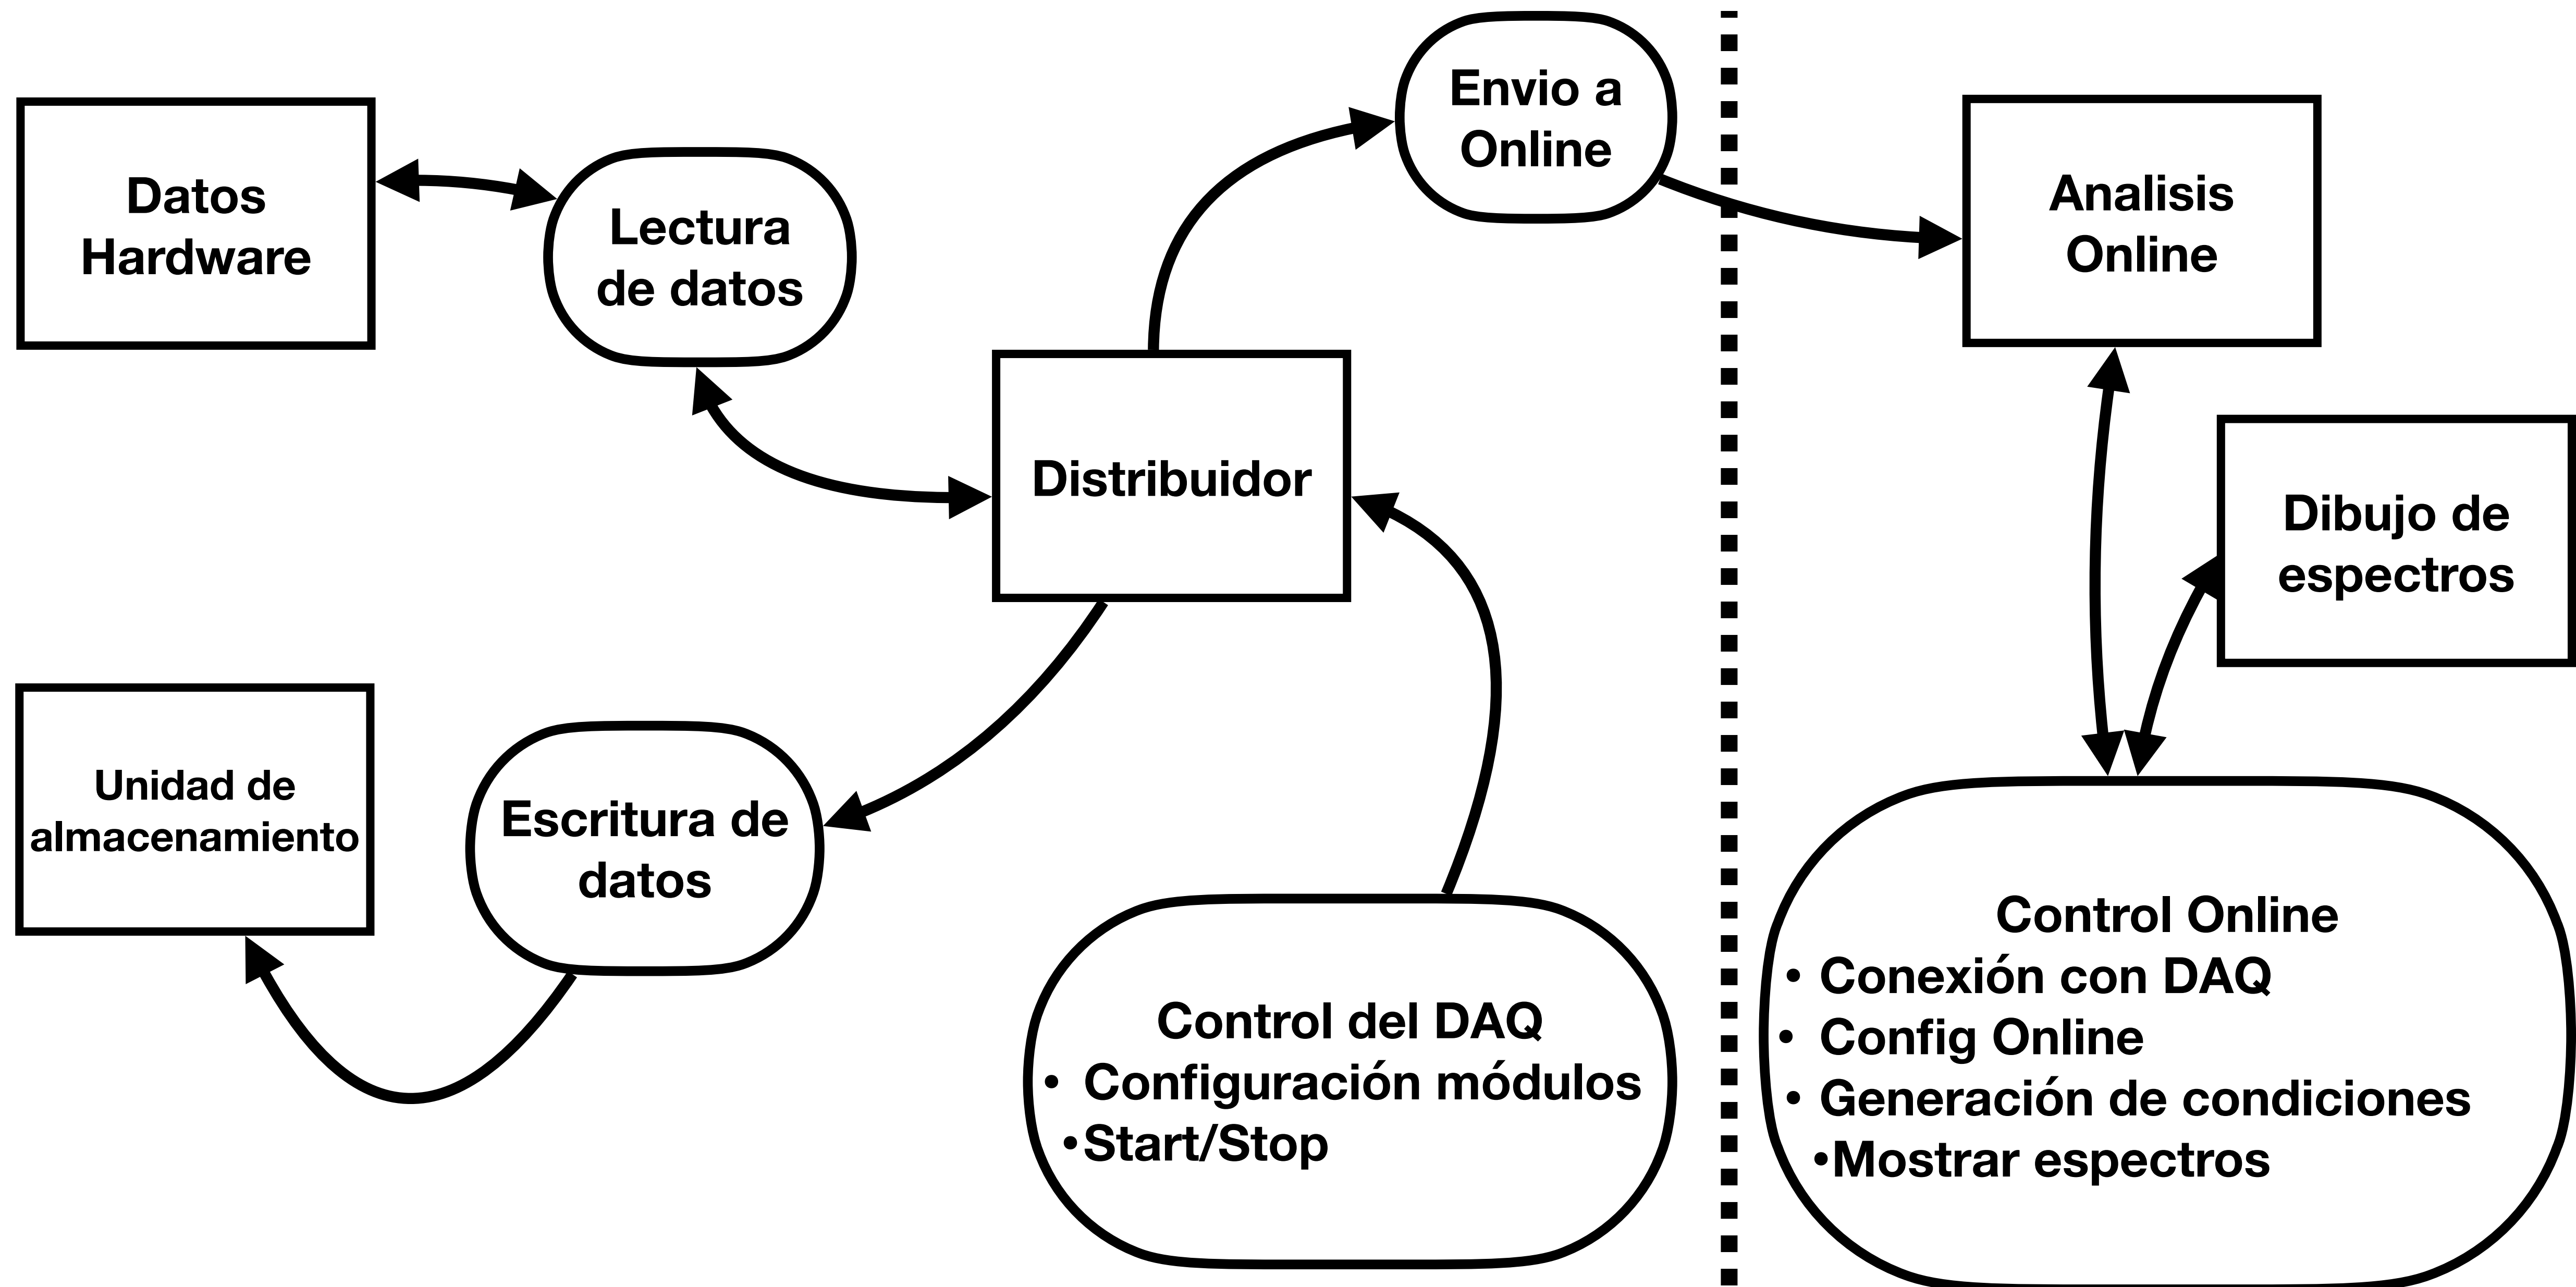 Datos
Hardware
Lectura
de datos
Envio a
Online
Analisis
Online
Distribuidor
Dibujo de
espectros
Unidad de
almacenamiento
Escritura de
datos
Control del DAQ
• Configuración módulos
•Start/Stop
Control Online
• Conexión con DAQ
• Config Online
• Generación de condiciones
•Mostrar espectros